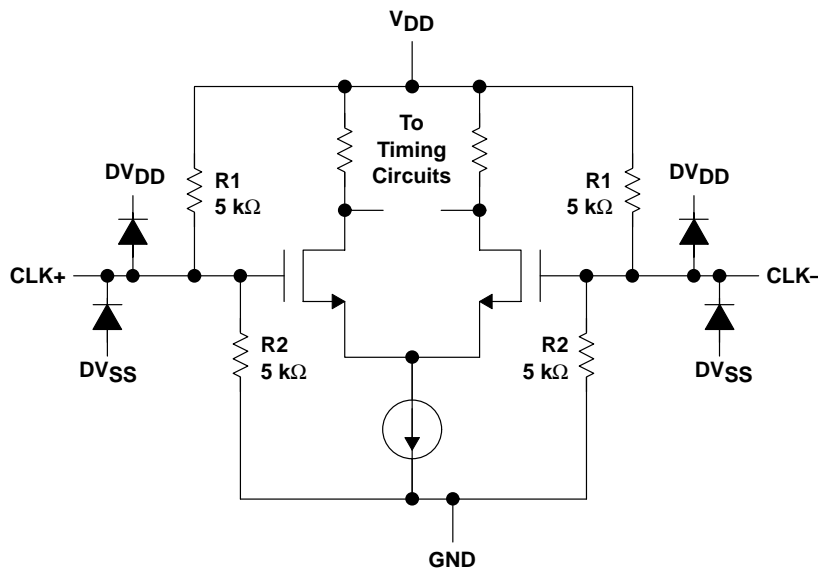 VDD
To
Timing
Circuits
DVDD
R1
5 kΩ
R1
5 kΩ
DVDD
CLK+
CLK–
R2
5 kΩ
R2
5 kΩ
DVSS
DVSS
GND